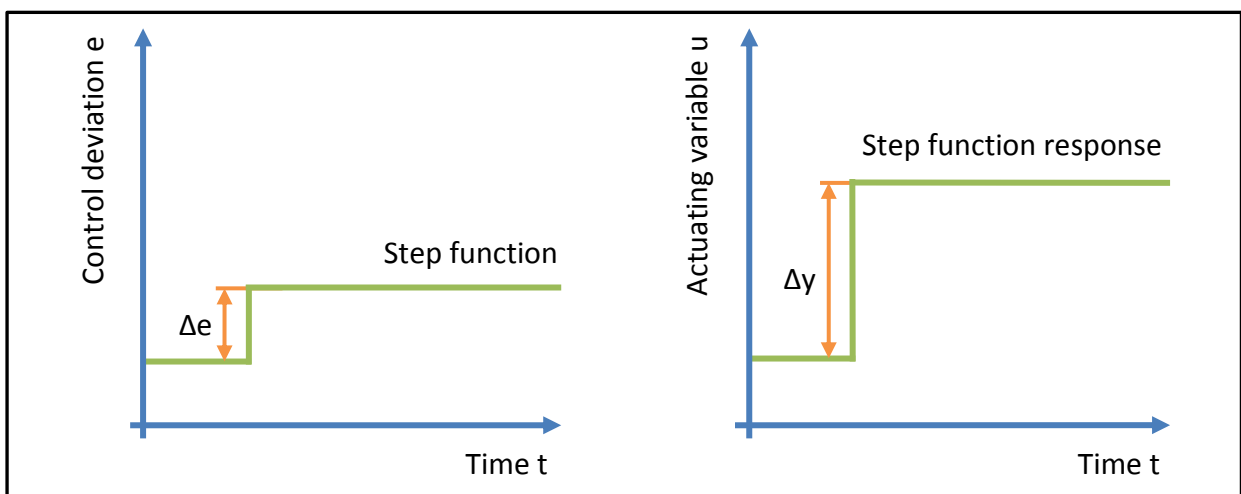 Control deviation e
Step function
Δe
Time t
Actuating variable u
Step function response
Δy
Time t